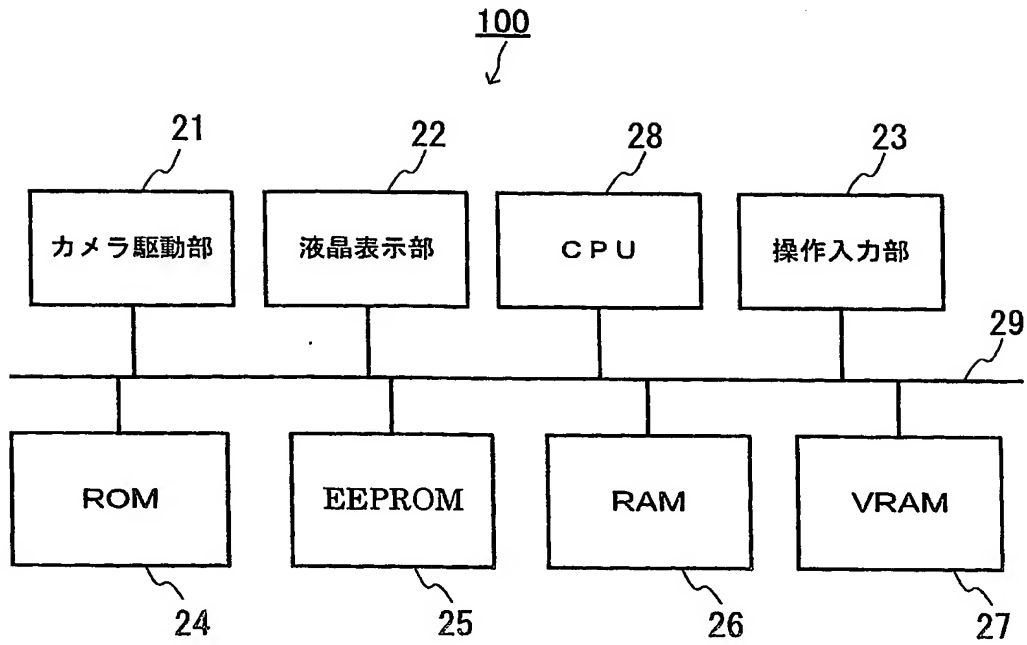 100
21
22
28
23
カメラ駆動部
液晶表示部
CPU
操作入力部
29
ROM
EEPROM
RAM
VRAM
24
25
26
27